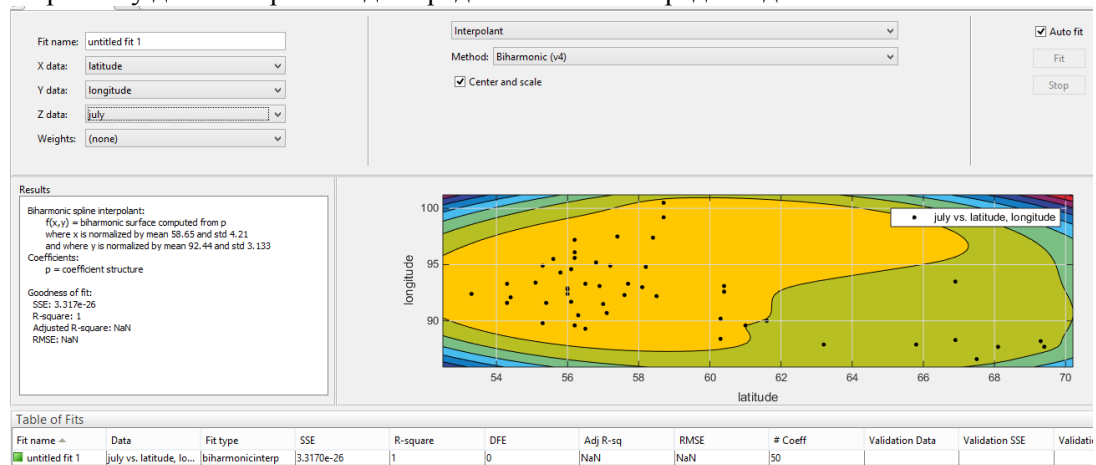 Fit name: untitled fit 1
X data: latitude
Y data: longitude
Z data: july
Weights: (none)
Interpolant
Method: Biharmonic (v4)
Center and scale
Auto fit
Fit
Stop
Results
Biharmonic spline interpolant:
f(x,y) = biharmonic surface computed from p
where x is normalized by mean 58.65 and std 4.21
and where y is normalized by mean 92.44 and std 3.133
Coefficients:
p = coefficient structure
Goodness of fit:
SSE: 3.317e-26
R-square: 1
Adjusted R-square: NaN
RMSE: NaN
july vs. latitude, longitude
100
95
90
longitude
54 56 58 60 62 64 66 68 70
latitude
Table of Fits
Fit name Data Fit type SSE R-square DFE Adj R-sq RMSE # Coeff Validation Data Validation SSE Validatio
untitled fit 1 july vs. latitude, lo... biharmonicinterp 3.3170e-26 1 0 NaN NaN 50